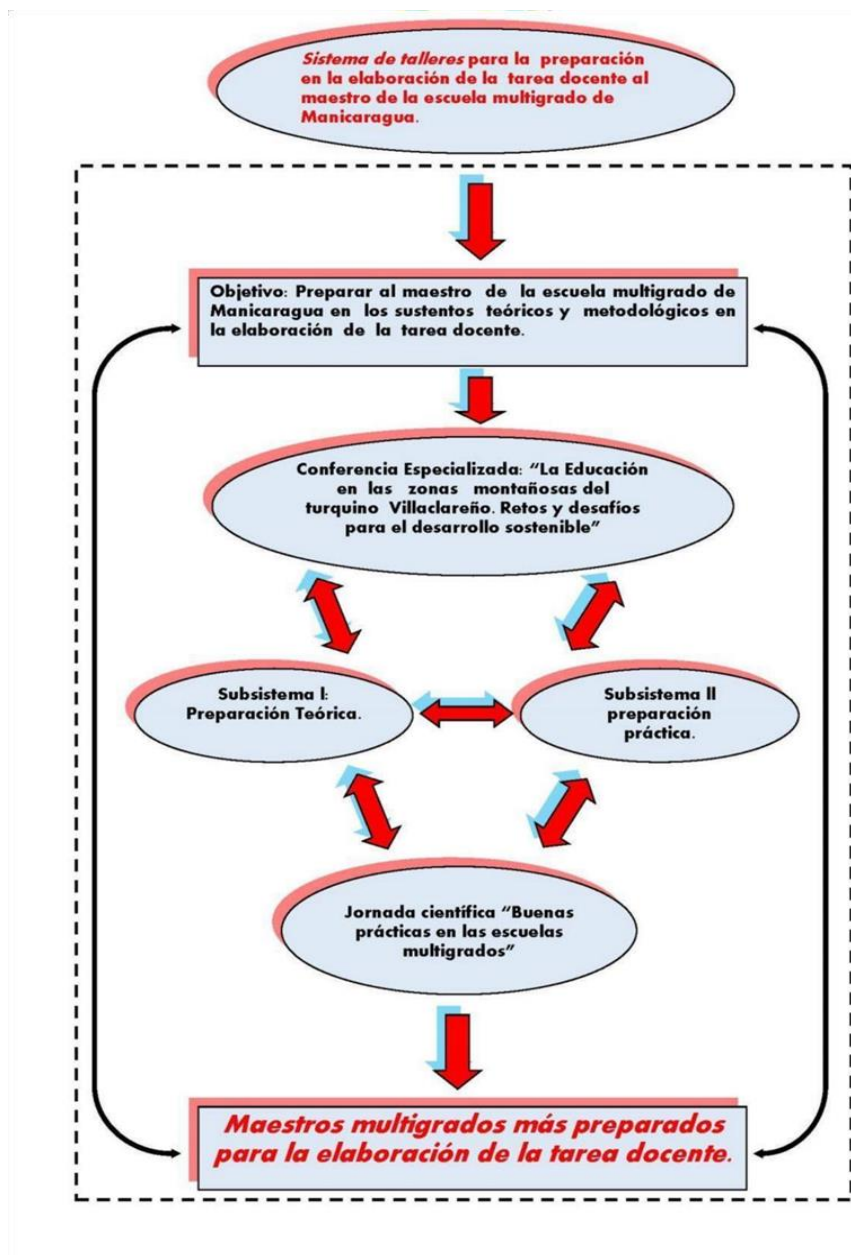 Sistema de talleres para la preparación
en la elaboración de la tarea docente al
maestro de la escuela multigrado de
Manicaragua.
Objetivo: Preparar al maestro de la escuela multigrado de
Manicaragua en los sustentos teóricos y metodológicos en
la elaboración de la tarea docente.
Conferencia Especializada: “La Educación
en las zonas montañosas del
turquino Villaclareño. Retos y desafíos
para el desarrollo sostenible”
Subsistema I:
Preparación Teórica.
Subsistema II
preparación
práctica.
Jornada científica “Buenas
prácticas en las escuelas
multigrados”
Maestros multigrados más preparados
para la elaboración de la tarea docente.